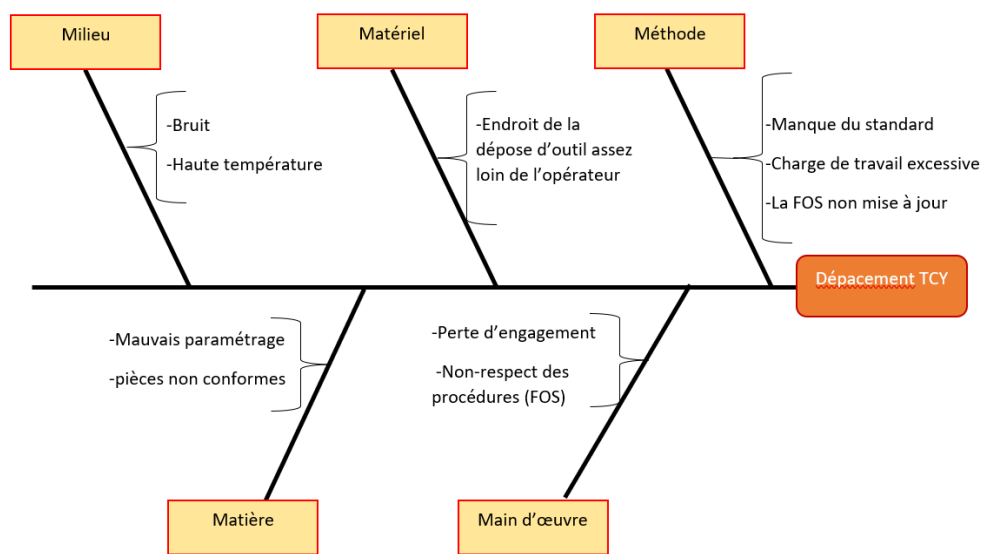 Milieu
Matériel
Méthode
-Bruit
-Haute température
-Endroit de la
dépose d'outil assez
loin de l'opérateur
-Manque du standard
-Charge de travail excessive
-La FOS non mise à jour
Dépacement TCY
-Mauvais paramétrage
-pièces non conformes
-Perte d'engagement
-Non-respect des
procédures (FOS)
Matière
Main d'œuvre